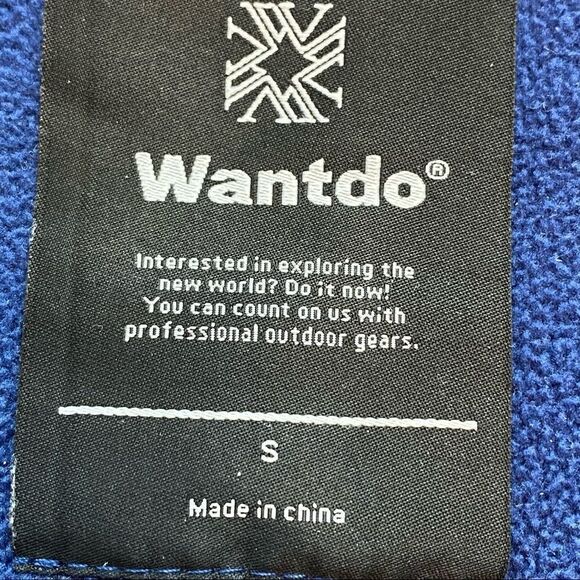 Wantdo®
Interested in exploring the
new world? Do it now!
You can count on us with
professional outdoor gears.
S
Made in china